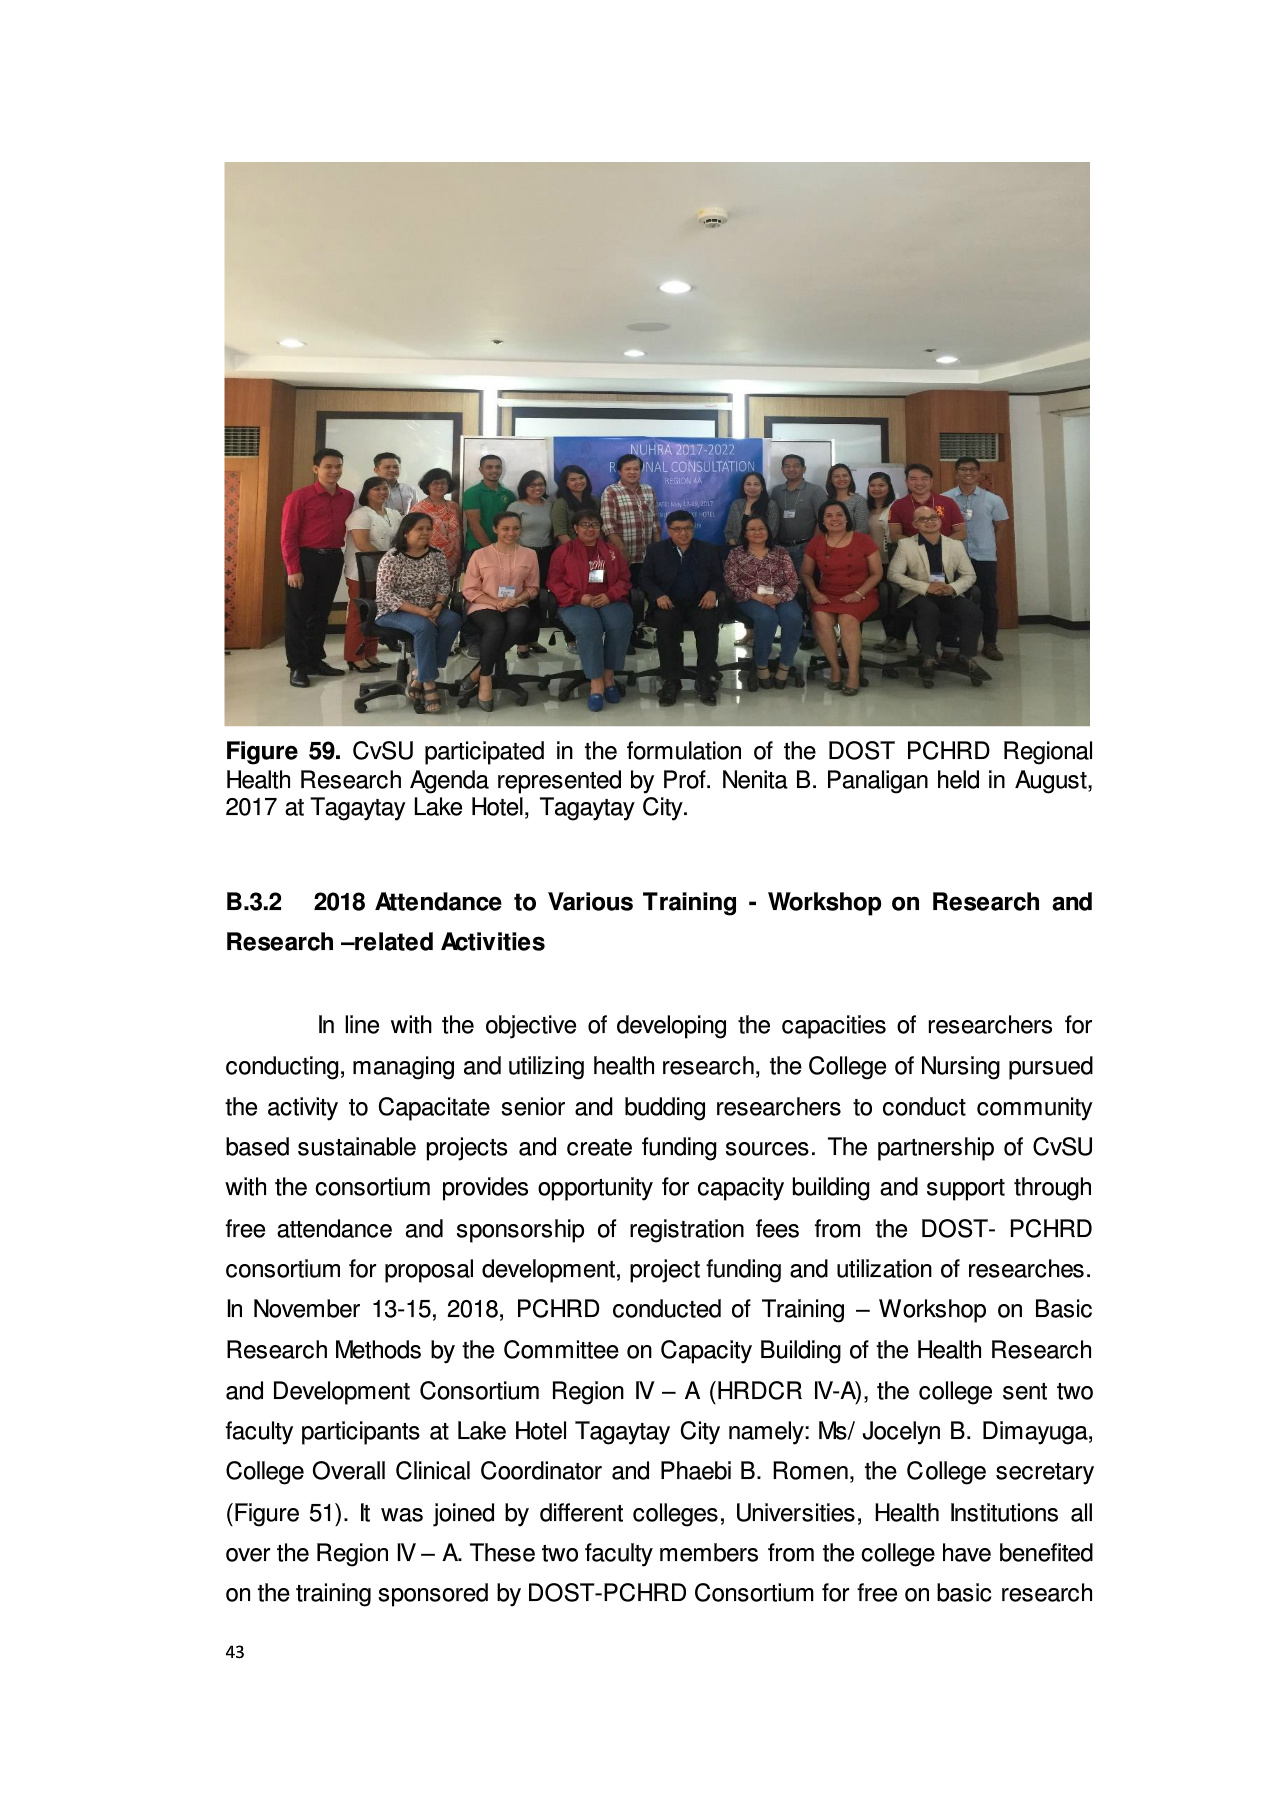 NUHRA 2017-2022
REGIONAL CONSULTATION
REGION 4A
Figure 59. CvSU participated in the formulation of the DOST PCHRD Regional
Health Research Agenda represented by Prof. Nenita B. Panaligan held in August,
2017 at Tagaytay Lake Hotel, Tagaytay City.
B.3.2 2018 Attendance to Various Training - Workshop on Research and
Research –related Activities
In line with the objective of developing the capacities of researchers for
conducting, managing and utilizing health research, the College of Nursing pursued
the activity to Capacitate senior and budding researchers to conduct community
based sustainable projects and create funding sources. The partnership of CvSU
with the consortium provides opportunity for capacity building and support through
free attendance and sponsorship of registration fees from the DOST- PCHRD
consortium for proposal development, project funding and utilization of researches.
In November 13-15, 2018, PCHRD conducted of Training – Workshop on Basic
Research Methods by the Committee on Capacity Building of the Health Research
and Development Consortium Region IV – A (HRDCR IV-A), the college sent two
faculty participants at Lake Hotel Tagaytay City namely: Ms/ Jocelyn B. Dimayuga,
College Overall Clinical Coordinator and Phaebi B. Romen, the College secretary
(Figure 51). It was joined by different colleges, Universities, Health Institutions all
over the Region IV – A. These two faculty members from the college have benefited
on the training sponsored by DOST-PCHRD Consortium for free on basic research
43